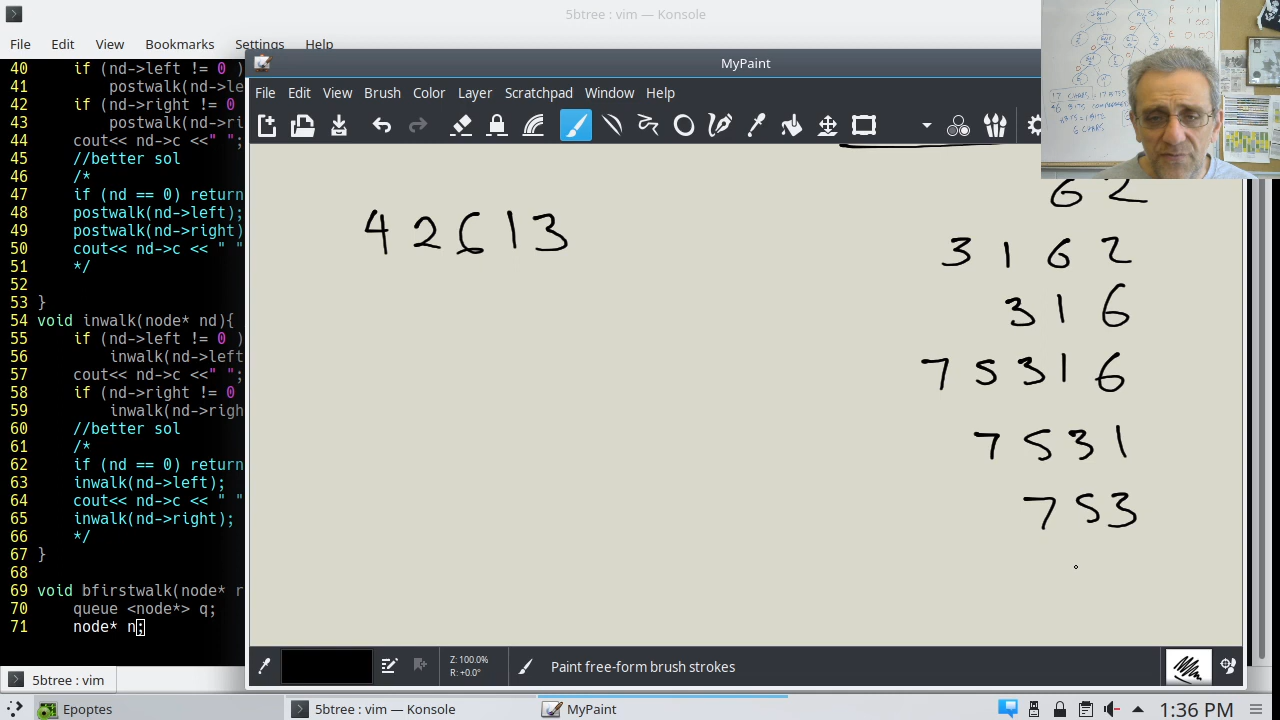 5btree : vim — Konsole
File Edit View Bookmarks Settings Help
40 if (nd->left != 0 )
41 postwalk(nd->le
42 if (nd->right != 0
43 postwalk(nd->ri
44 cout<< nd->c <<" ";
45 //better sol
46 /*
47 if (nd == 0) return
48 postwalk(nd->left);
49 postwalk(nd->right)
50 cout<< nd->c << " "
51 */
52
53 }
54 void inwalk(node* nd){
55 if (nd->left != 0 )
56 inwalk(nd->left
57 cout<< nd->c <<" ";
58 if (nd->right != 0
59 inwalk(nd->righ
60 //better sol
61 /*
62 if (nd == 0) return
63 inwalk(nd->left);
64 cout<< nd->c << " "
65 inwalk(nd->right);
66 */
67 }
68
69 void bfirstwalk(node* r
70 queue <node*> q;
71 node* n;
5btree : vim
MyPaint
File Edit View Brush Color Layer Scratchpad Window Help
4 2 6 1 3
6 2
3 1 6 2
3 1 6
7 5 3 1 6
7 5 3 1
7 5 3
Z: 100.0%
R: +0.0°
Paint free-form brush strokes
Epoptes
5btree : vim — Konsole
MyPaint
1:36 PM